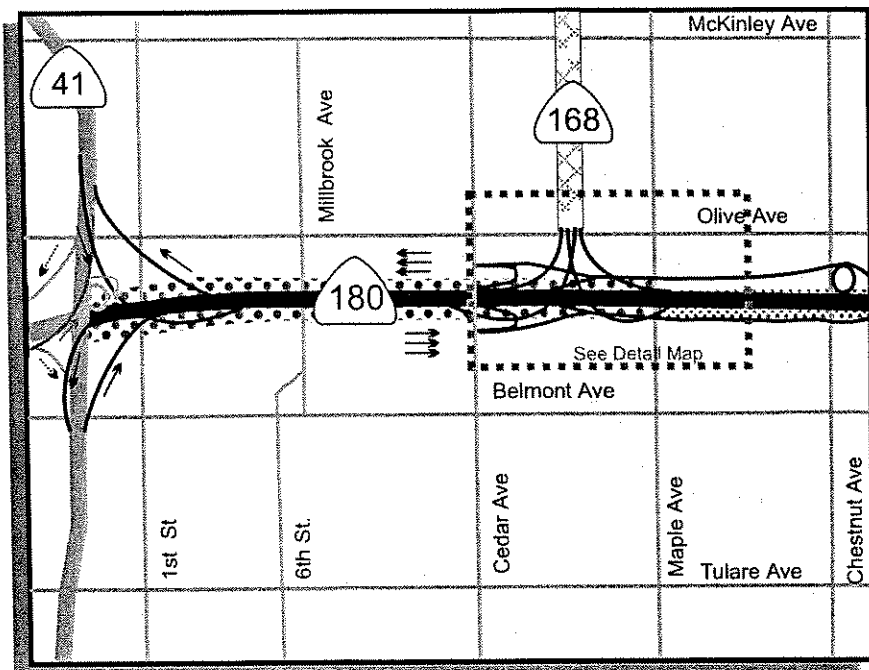 McKinley Ave
41
168
Millbrook Ave
Olive Ave
180
See Detail Map
Belmont Ave
1st St
6th St.
Cedar Ave
Maple Ave
Tulare Ave
Chestnut Ave